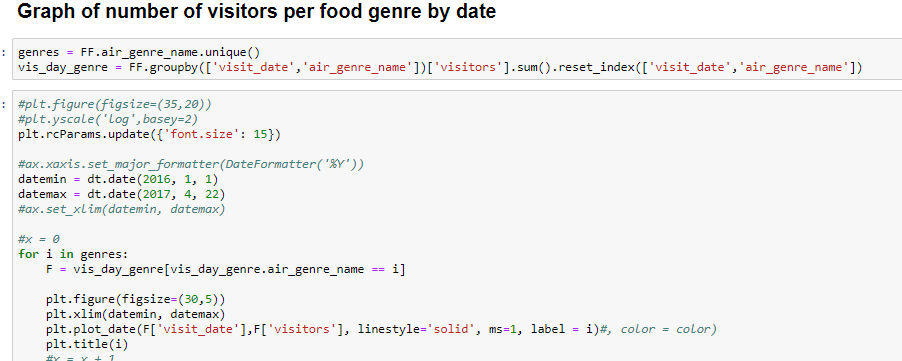 Graph of number of visitors per food genre by date
: genres = FF.air_genre_name.unique()
vis_day_genre = FF.groupby(['visit_date','air_genre_name'])['visitors'].sum().reset_index(['visit_date','air_genre_name'])
: #plt.figure(figsize=(35,20))
#plt.yscale('log',basey=2)
plt.rcParams.update({'font.size': 15})
#ax.xaxis.set_major_formatter(DateFormatter('%Y'))
datemin = dt.date(2016, 1, 1)
datemax = dt.date(2017, 4, 22)
#ax.set_xlim(datemin, datemax)
#x = 0
for i in genres:
    F = vis_day_genre[vis_day_genre.air_genre_name == i]
    plt.figure(figsize=(30,5))
    plt.xlim(datemin, datemax)
    plt.plot_date(F['visit_date'],F['visitors'], linestyle='solid', ms=1, label = i)#, color = color)
    plt.title(i)
    #x = x + 1